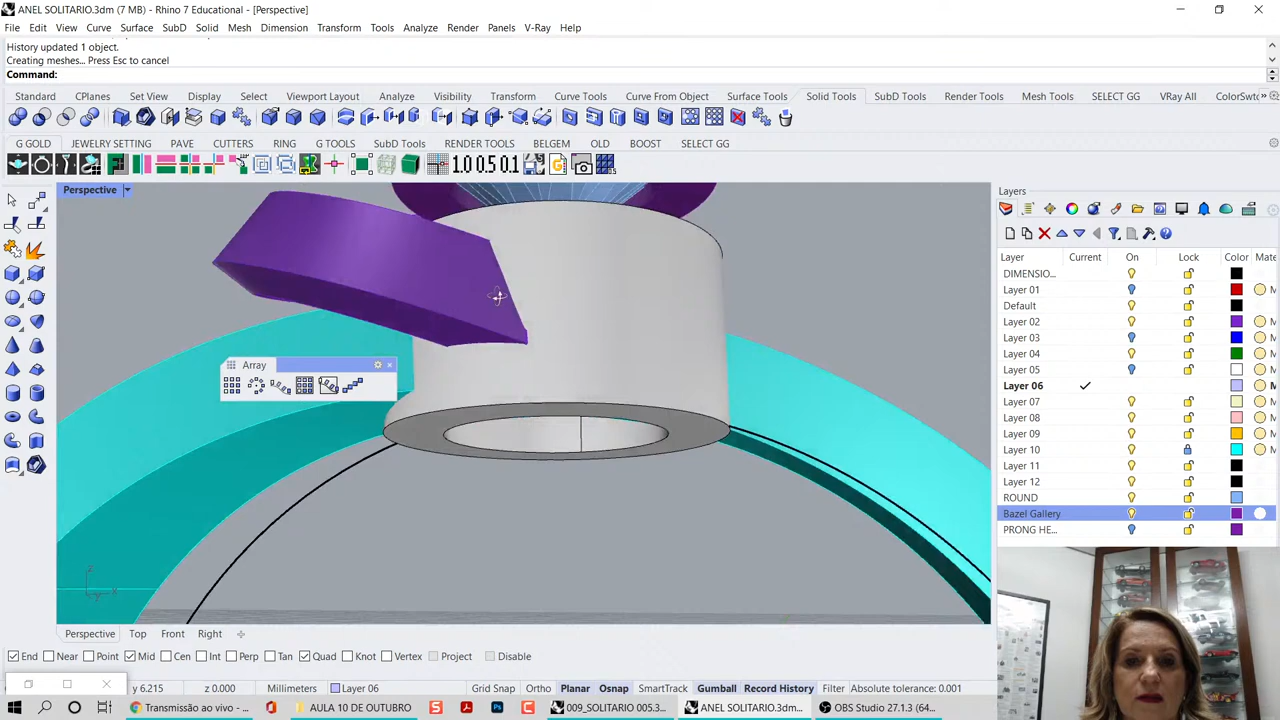 ANEL SOLITARIO.3dm (7 MB) - Rhino 7 Educational - [Perspective]
File Edit View Curve Surface SubD Solid Mesh Dimension Transform Tools Analyze Render Panels V-Ray Help
History updated 1 object.
Creating meshes... Press Esc to cancel
Command:
Standard CPlanes Set View Display Select Viewport Layout Analyze Visibility Transform Curve Tools Curve From Object Surface Tools Solid Tools SubD Tools Render Tools Mesh Tools SELECT GG VRay All ColorSwtc
G GOLD JEWELRY SETTING PAVE CUTTERS RING G TOOLS SubD Tools RENDER TOOLS BELGEM OLD BOOST SELECT GG
1.0 0.5 0.1
Perspective
Layers
Layer Current On Lock Color Mate
DIMENSIO...
Layer 01
Default
Layer 02
Layer 03
Layer 04
Layer 05
Layer 06
Layer 07
Layer 08
Layer 09
Layer 10
Layer 11
Layer 12
ROUND
Bazel Gallery
PRONG HE...
Array
z
y x
Perspective Top Front Right
End Near Point Mid Cen Int Perp Tan Quad Knot Vertex Project Disable
y 6.215 z 0.000 Millimeters Layer 06 Grid Snap Ortho Planar Osnap SmartTrack Gumball Record History Filter Absolute tolerance: 0.001
Transmissão ao vivo - ... AULA 10 DE OUTUBRO 009_SOLITARIO 005.3... ANEL SOLITARIO.3dm... OBS Studio 27.1.3 (64...